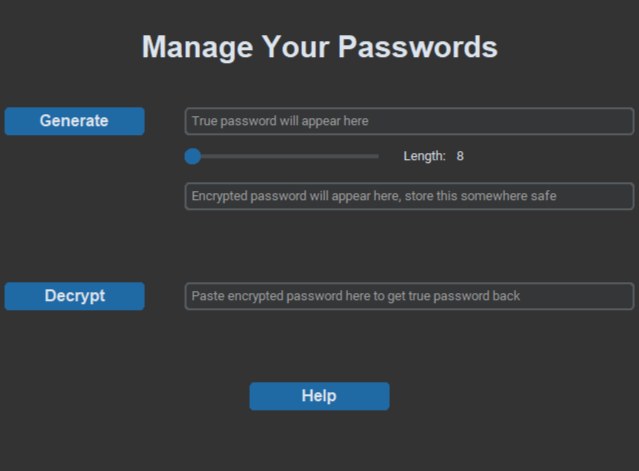 Manage Your Passwords
Generate
True password will appear here
Length: 8
Encrypted password will appear here, store this somewhere safe
Decrypt
Paste encrypted password here to get true password back
Help